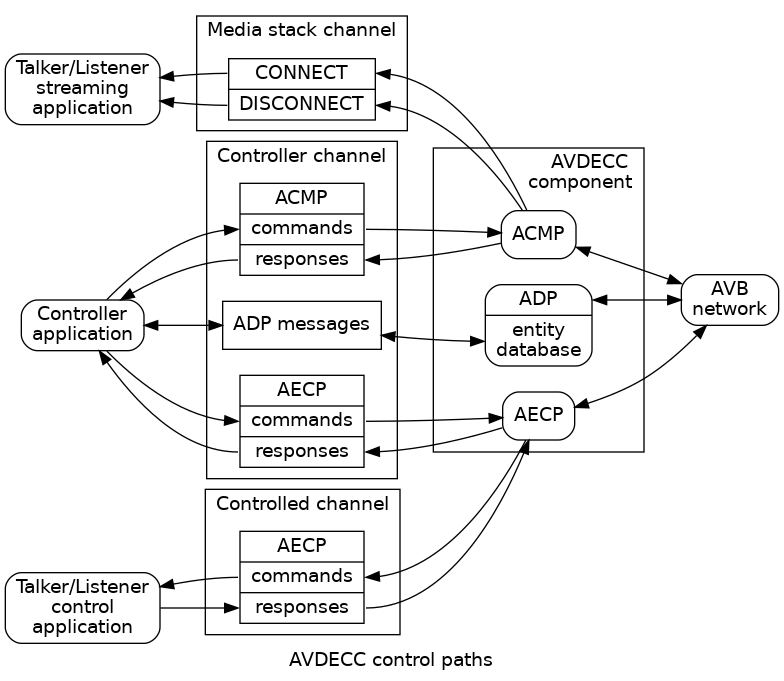 Media stack channel
Talker/Listener
streaming
application
CONNECT
DISCONNECT
Controller channel
ACMP
commands
responses
AVDECC
component
ACMP
Controller
application
ADP messages
ADP
entity
database
AVB
network
AECP
commands
responses
AECP
Controlled channel
AECP
commands
responses
Talker/Listener
control
application
AVDECC control paths